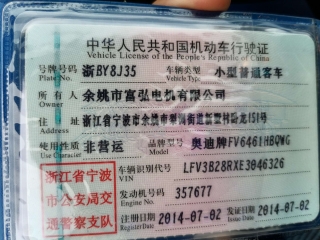 中华人民共和国机动车行驶证
Vehicle License of the People's Republic of China
号牌号码 浙BY8J35 车辆类型 小型普通客车
Plate No. Vehicle Type
所有人 余姚市富弘电机有限公司
Owner
住址 浙江省宁波市余姚市
Address
使用性质 非营运 品牌型号 奥迪牌FV6461HBQWG
Use Character Model
浙江省宁波
市公安局交
通警察支队
车辆识别代号 LFV3B28RXE3046326
VIN
发动机号码 357677
Engine No.
注册日期 2014-07-02 发证日期 2014-07-02
Register Date Issue Date